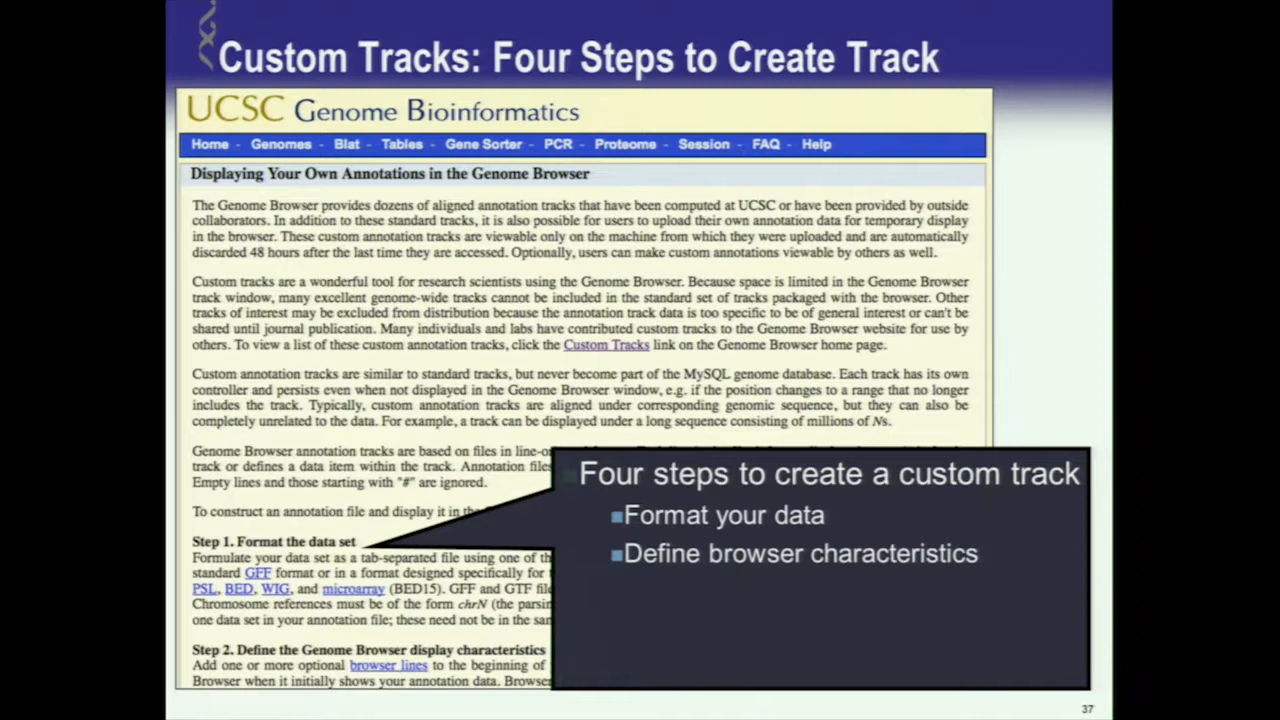 Custom Tracks: Four Steps to Create Track
UCSC Genome Bioinformatics
Home - Genomes - Blat - Tables - Gene Sorter - PCR - Proteome - Session - FAQ - Help
Displaying Your Own Annotations in the Genome Browser
The Genome Browser provides dozens of aligned annotation tracks that have been computed at UCSC or have been provided by outside
collaborators. In addition to these standard tracks, it is also possible for users to upload their own annotation data for temporary display
in the browser. These custom annotation tracks are viewable only on the machine from which they were uploaded and are automatically
discarded 48 hours after the last time they are accessed. Optionally, users can make custom annotations viewable by others as well.
Custom tracks are a wonderful tool for research scientists using the Genome Browser. Because space is limited in the Genome Browser
track window, many excellent genome-wide tracks cannot be included in the standard set of tracks packaged with the browser. Other
tracks of interest may be excluded from distribution because the annotation track data is too specific to be of general interest or can't be
shared until journal publication. Many individuals and labs have contributed custom tracks to the Genome Browser website for use by
others. To view a list of these custom annotation tracks, click the Custom Tracks link on the Genome Browser home page.
Custom annotation tracks are similar to standard tracks, but never become part of the MySQL genome database. Each track has its own
controller and persists even when not displayed in the Genome Browser window, e.g. if the position changes to a range that no longer
includes the track. Typically, custom annotation tracks are aligned under corresponding genomic sequence, but they can also be
completely unrelated to the data. For example, a track can be displayed under a long sequence consisting of millions of Ns.
Genome Browser annotation tracks are based on files in line-o
track or defines a data item within the track. Annotation files
Empty lines and those starting with "#" are ignored.
To construct an annotation file and display it in the
Step 1. Format the data set
Formulate your data set as a tab-separated file using one of th
standard GFF format or in a format designed specifically for
PSL, BED, WIG, and microarray (BED15). GFF and GTF file
Chromosome references must be of the form chrN (the parsin
one data set in your annotation file; these need not be in the sam
Step 2. Define the Genome Browser display characteristics
Add one or more optional browser lines to the beginning of
Browser when it initially shows your annotation data. Browser
Four steps to create a custom track
Format your data
Define browser characteristics
37